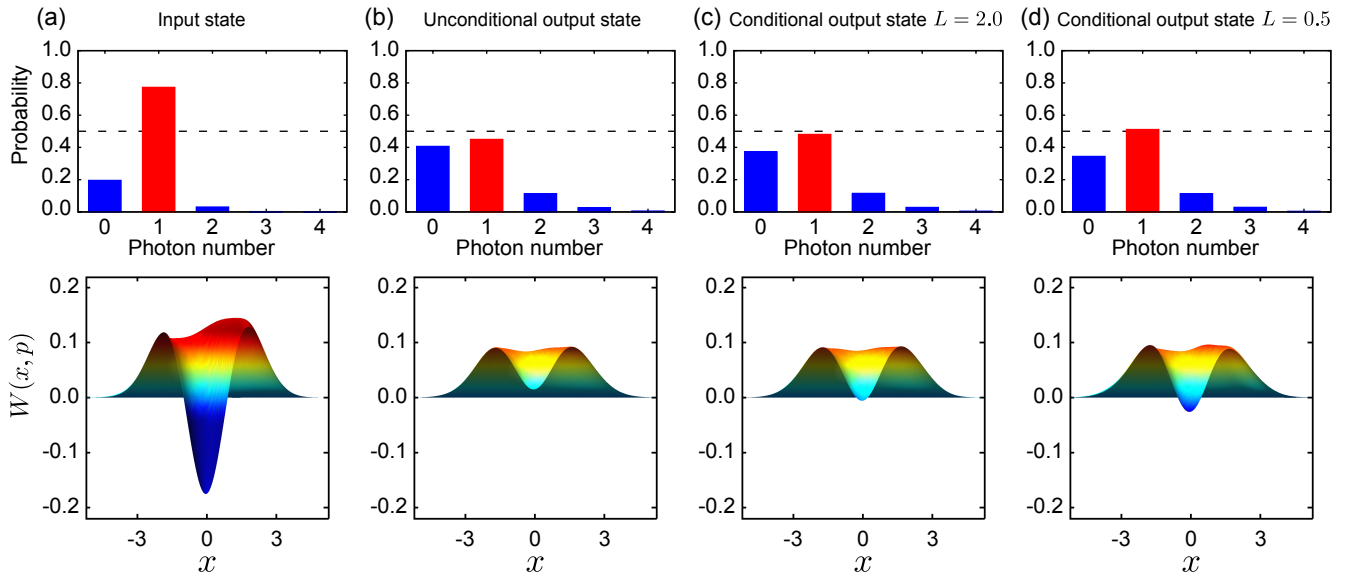 (a) Input state
(b) Unconditional output state
(c) Conditional output state L = 2.0
(d) Conditional output state L = 0.5
Probability
1.0
0.8
0.6
0.4
0.2
0.0
0 1 2 3 4
Photon number
1.0
0.8
0.6
0.4
0.2
0.0
0 1 2 3 4
Photon number
1.0
0.8
0.6
0.4
0.2
0.0
0 1 2 3 4
Photon number
1.0
0.8
0.6
0.4
0.2
0.0
0 1 2 3 4
Photon number
W(x, p)
0.2
0.1
0.0
-0.1
-0.2
-3 0 3
x
0.2
0.1
0.0
-0.1
-0.2
-3 0 3
x
0.2
0.1
0.0
-0.1
-0.2
-3 0 3
x
0.2
0.1
0.0
-0.1
-0.2
-3 0 3
x